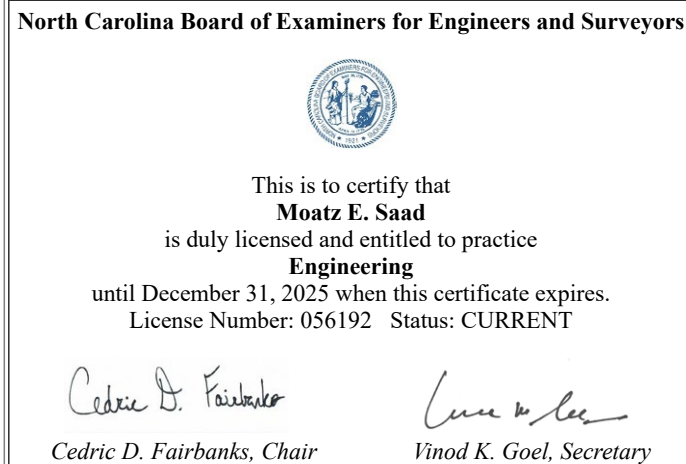 North Carolina Board of Examiners for Engineers and Surveyors
1921
This is to certify that
Moatz E. Saad
is duly licensed and entitled to practice
Engineering
until December 31, 2025 when this certificate expires.
License Number: 056192 Status: CURRENT
Cedric D. Fairbanks
Cedric D. Fairbanks, Chair
Vinod K. Goel, Secretary